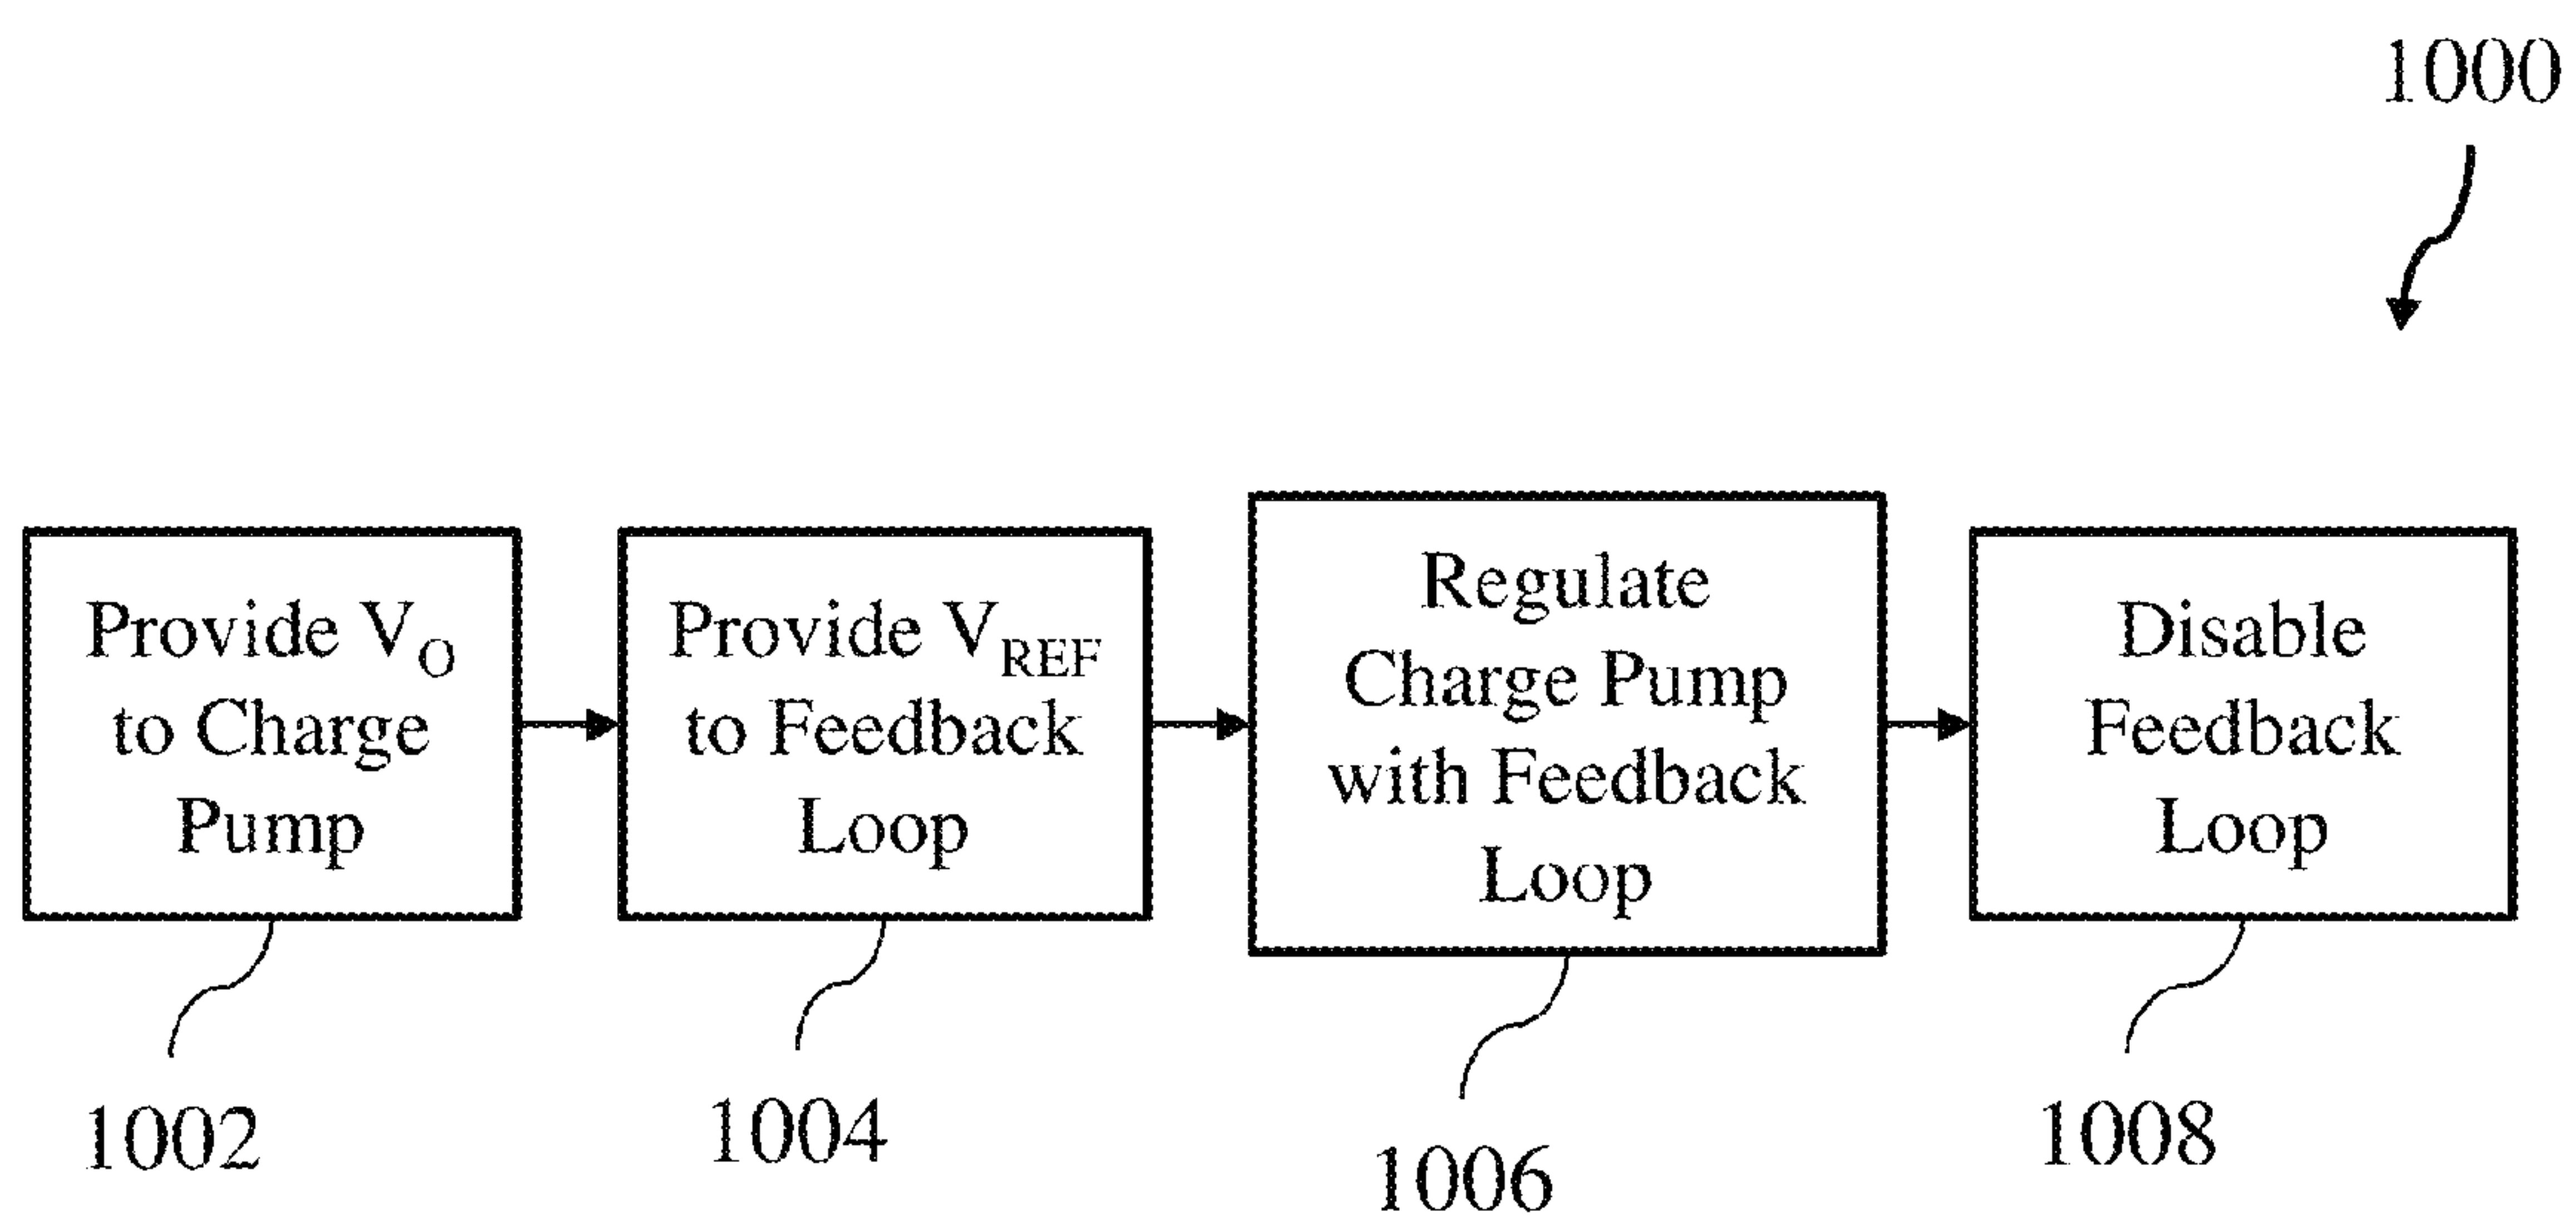 1000
Provide V_O
to Charge
Pump
Provide V_REF
to Feedback
Loop
Regulate
Charge Pump
with Feedback
Loop
Disable
Feedback
Loop
1002
1004
1006
1008